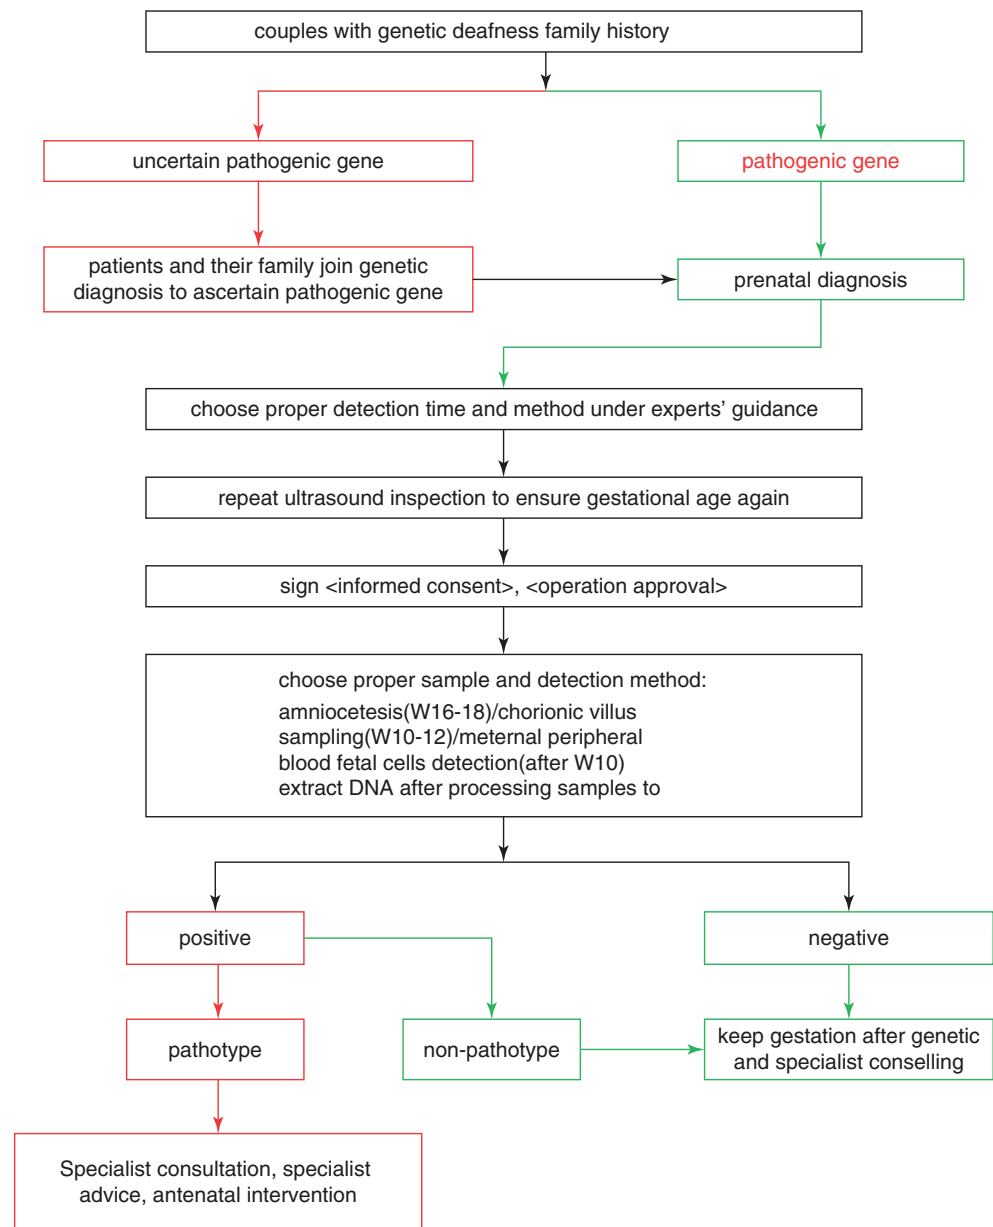 couples with genetic deafness family history
uncertain pathogenic gene
pathogenic gene
patients and their family join genetic
diagnosis to ascertain pathogenic gene
prenatal diagnosis
choose proper detection time and method under experts’ guidance
repeat ultrasound inspection to ensure gestational age again
sign <informed consent>, <operation approval>
choose proper sample and detection method:
amniocetesis(W16-18)/chorionic villus
sampling(W10-12)/meternal peripheral
blood fetal cells detection(after W10)
extract DNA after processing samples to
positive
negative
pathotype
non-pathotype
keep gestation after genetic
and specialist conselling
Specialist consultation, specialist
advice, antenatal intervention